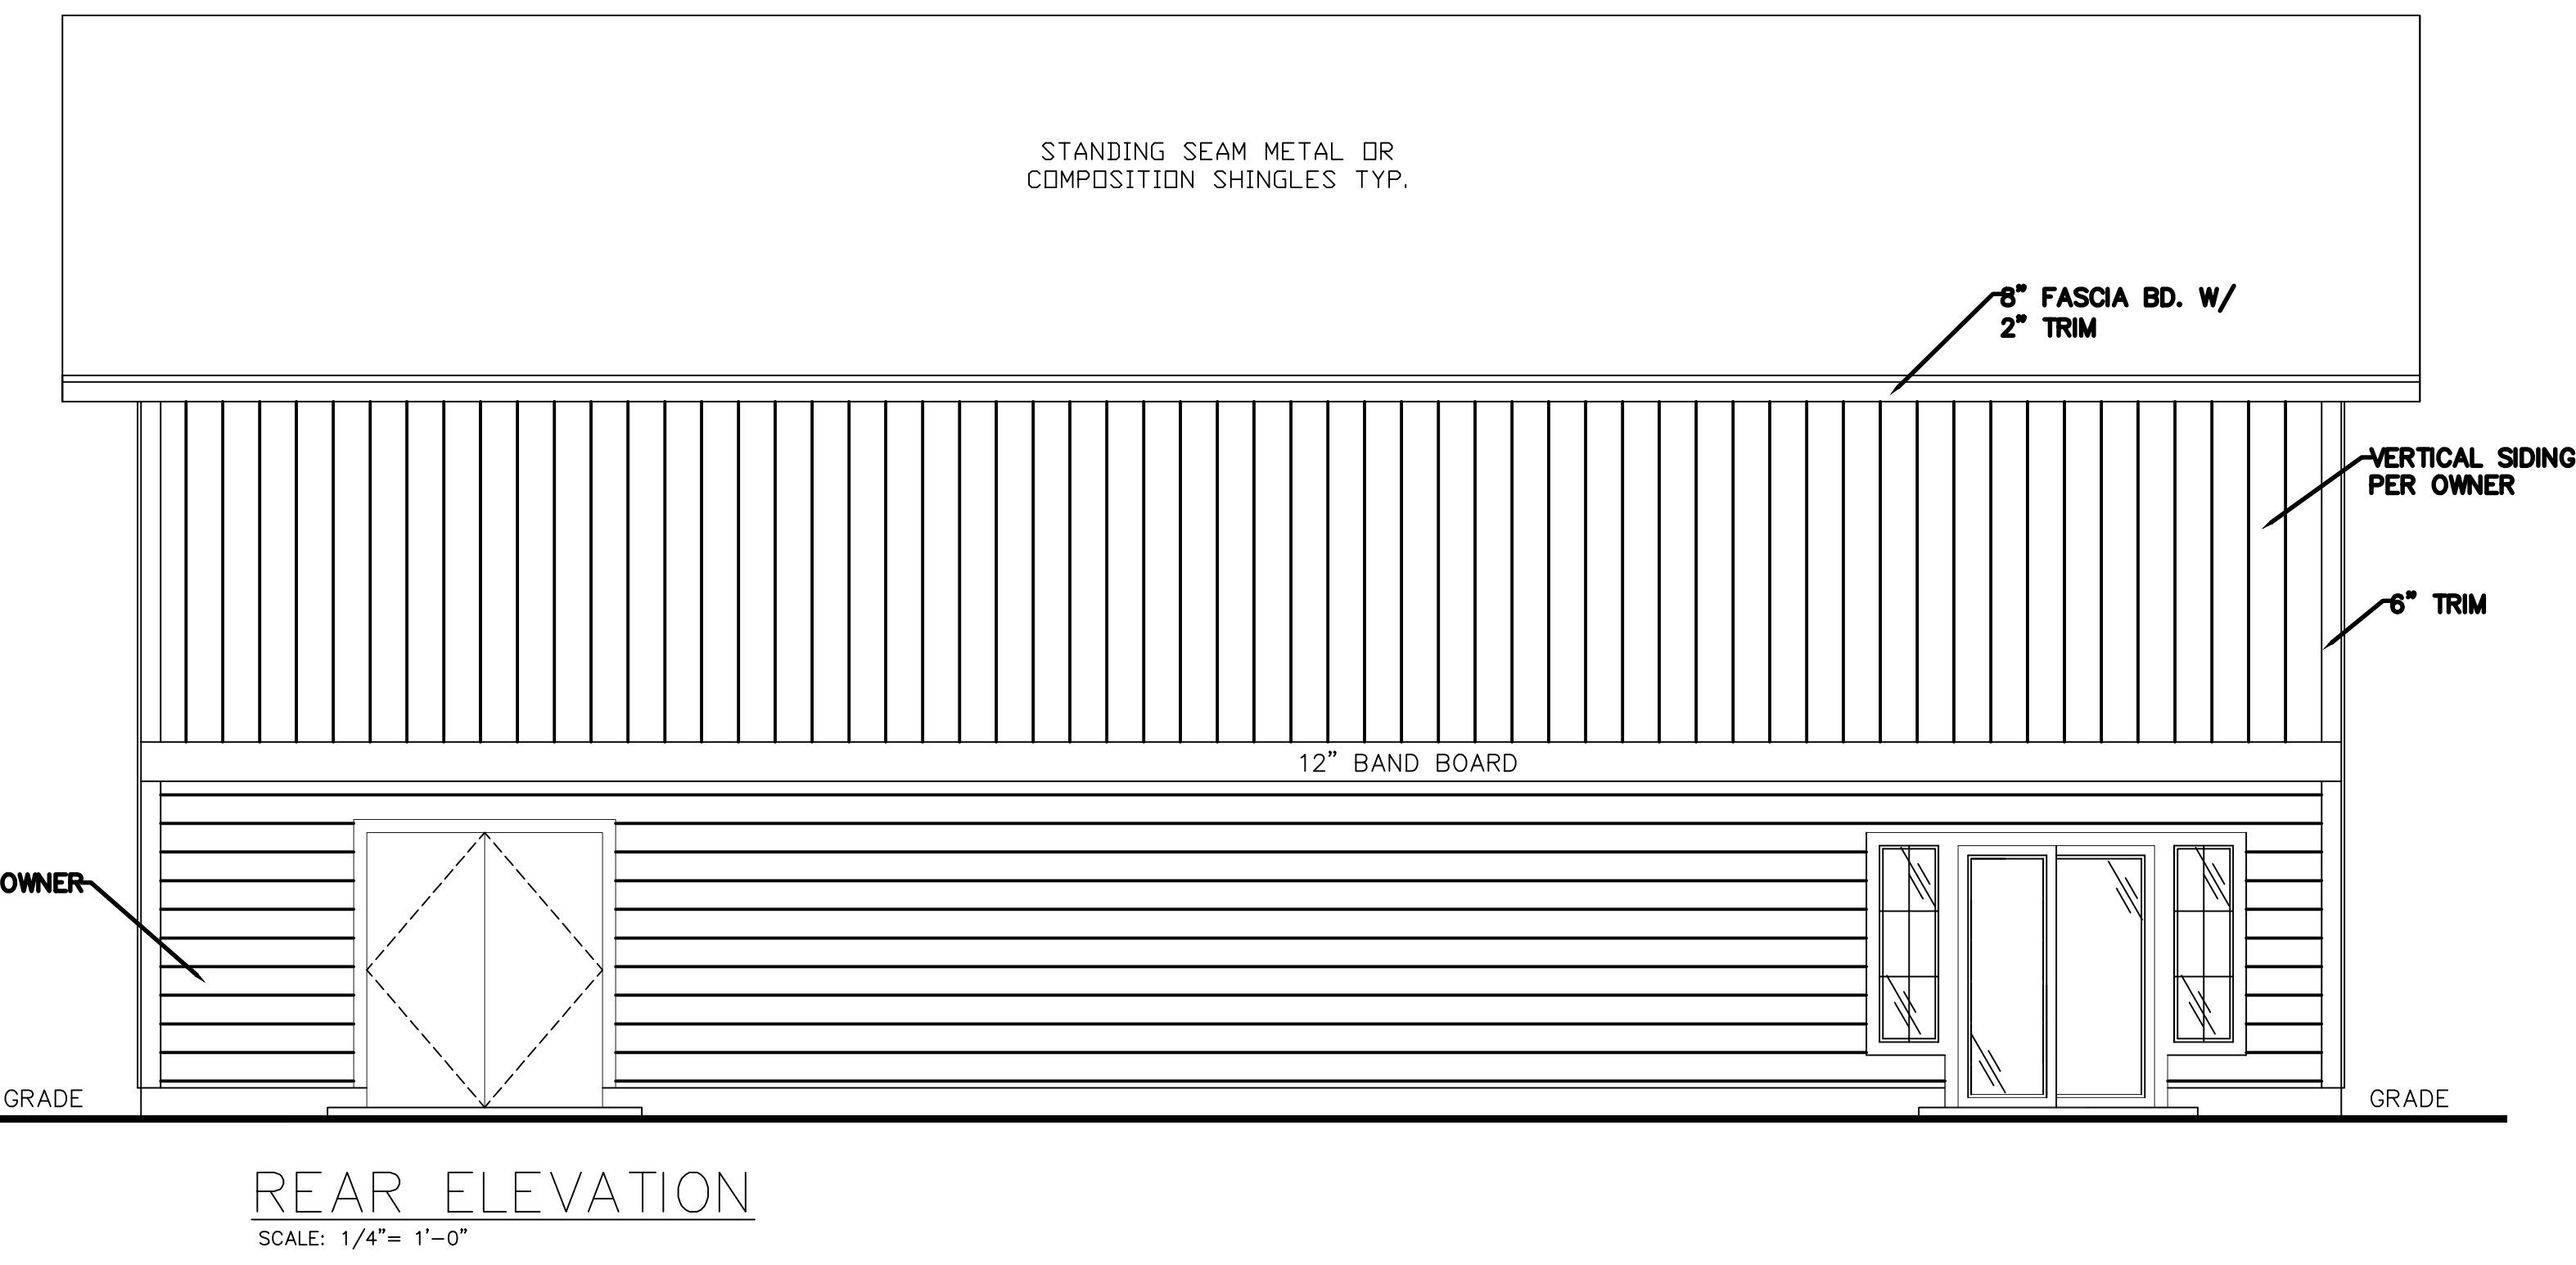 STANDING SEAM METAL OR
COMPOSITION SHINGLES TYP.
8" FASCIA BD. W/
2" TRIM
VERTICAL SIDING
PER OWNER
6" TRIM
12" BAND BOARD
OWNER
GRADE
GRADE
REAR ELEVATION
SCALE: 1/4"= 1'-0"